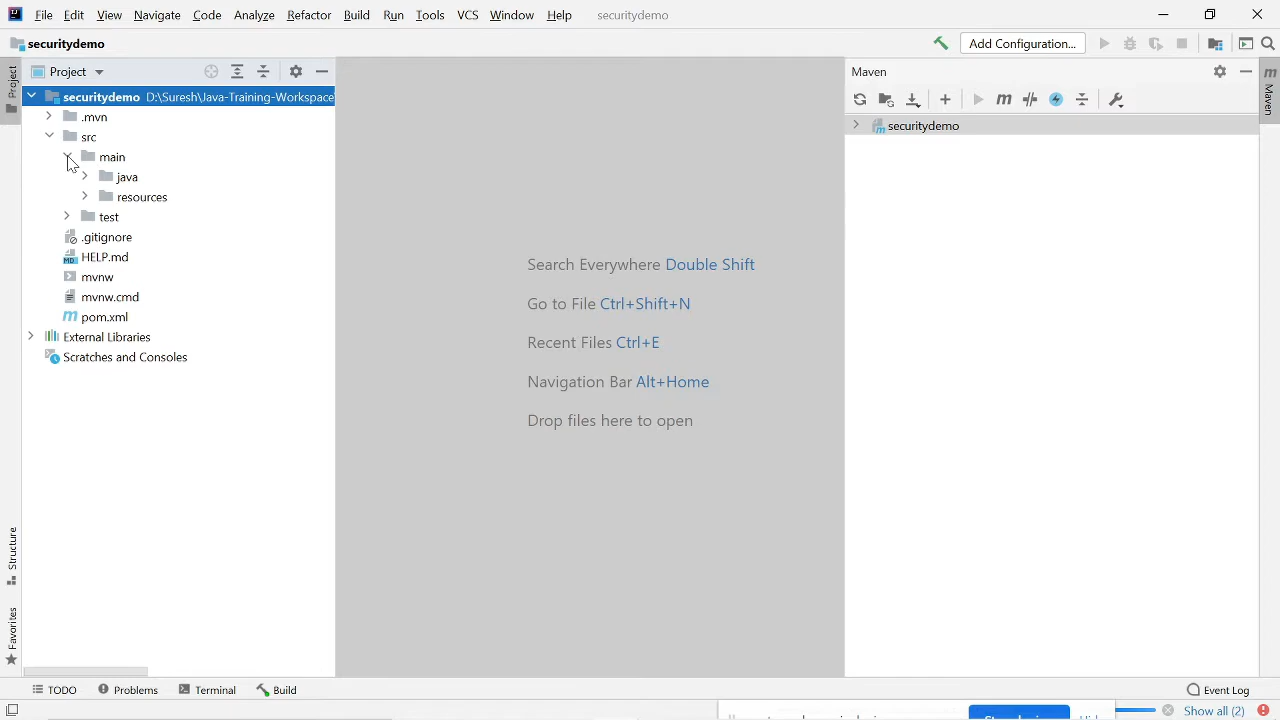 File Edit View Navigate Code Analyze Refactor Build Run Tools VCS Window Help securitydemo
securitydemo
Add Configuration...
Project
Project
securitydemo D:\Suresh\Java-Training-Workspace
.mvn
src
main
java
resources
test
.gitignore
HELP.md
mvnw
mvnw.cmd
pom.xml
External Libraries
Scratches and Consoles
Structure
Favorites
Search Everywhere Double Shift
Go to File Ctrl+Shift+N
Recent Files Ctrl+E
Navigation Bar Alt+Home
Drop files here to open
Maven
securitydemo
Maven
TODO Problems Terminal Build Event Log
Show all (2)